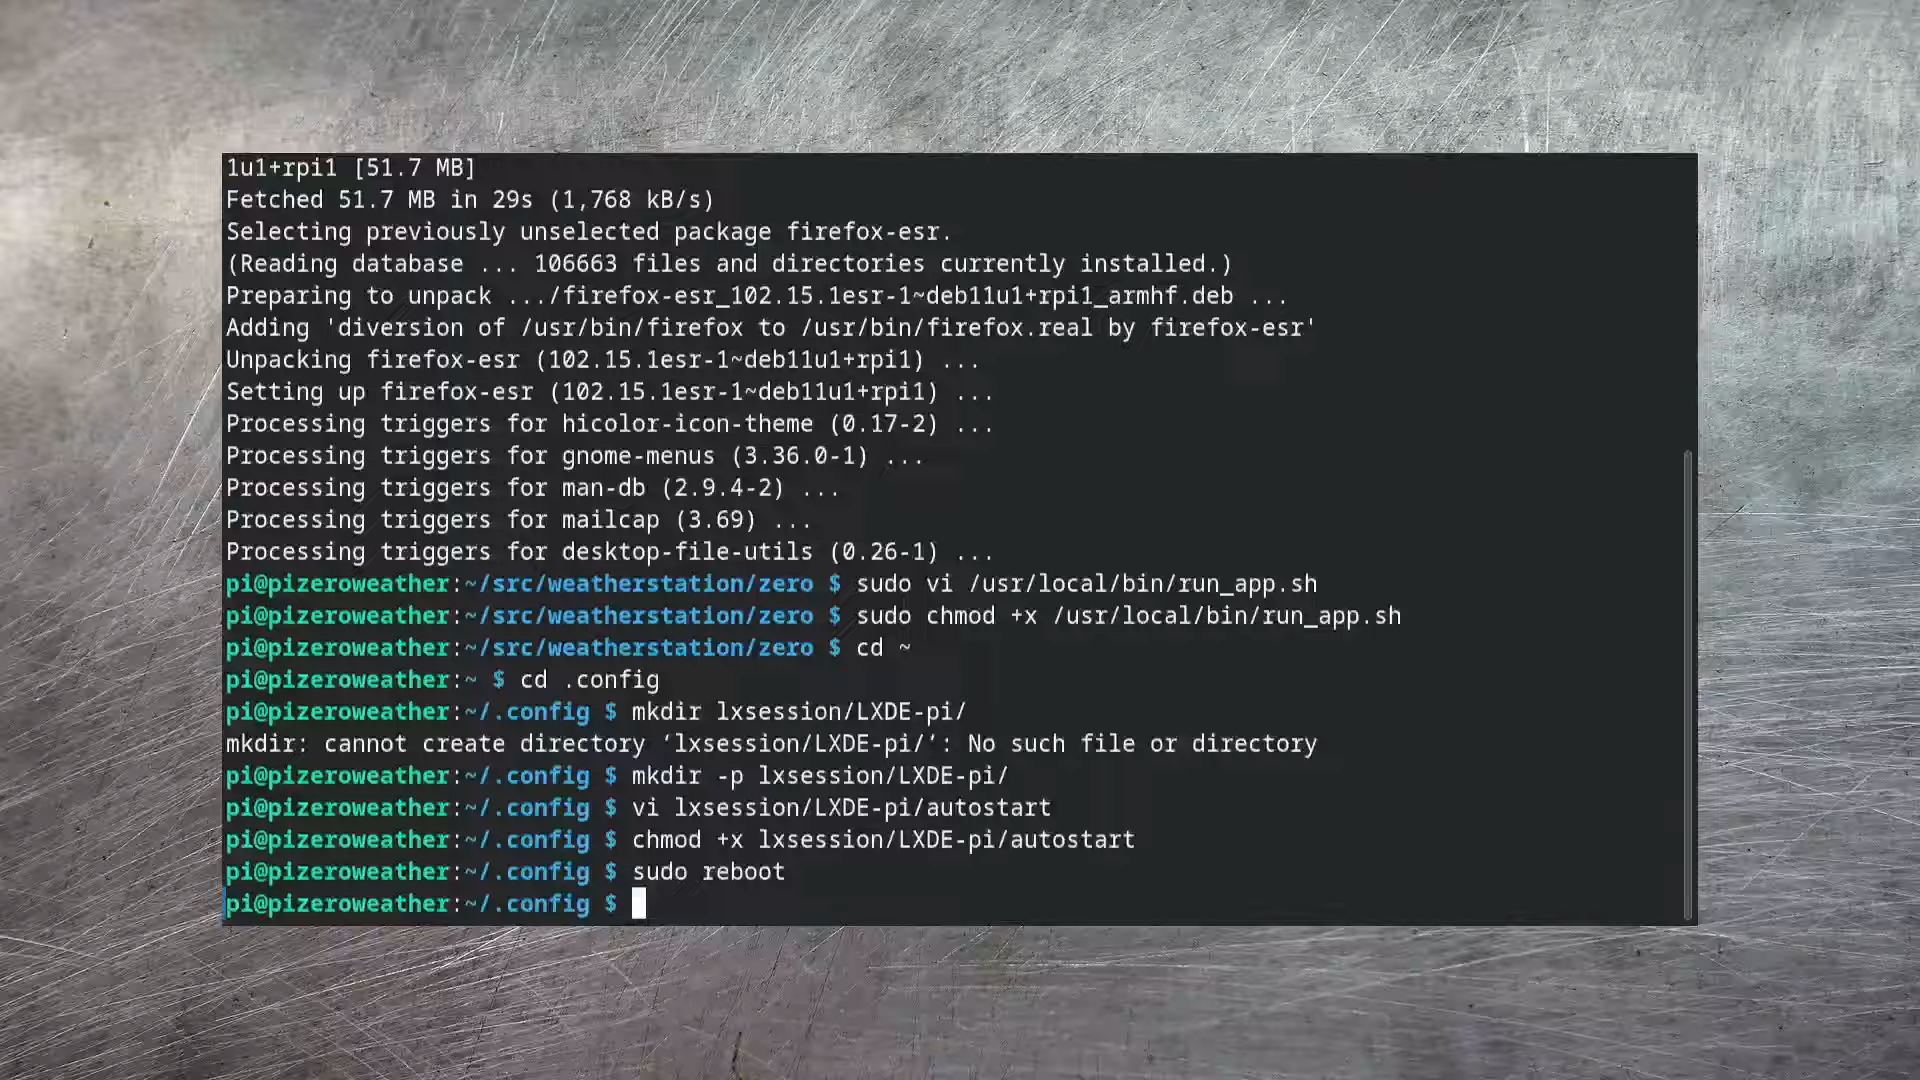 1u1+rpi1 [51.7 MB]
Fetched 51.7 MB in 29s (1,768 kB/s)
Selecting previously unselected package firefox-esr.
(Reading database ... 106663 files and directories currently installed.)
Preparing to unpack .../firefox-esr_102.15.1esr-1~deb11u1+rpi1_armhf.deb ...
Adding 'diversion of /usr/bin/firefox to /usr/bin/firefox.real by firefox-esr'
Unpacking firefox-esr (102.15.1esr-1~deb11u1+rpi1) ...
Setting up firefox-esr (102.15.1esr-1~deb11u1+rpi1) ...
Processing triggers for hicolor-icon-theme (0.17-2) ...
Processing triggers for gnome-menus (3.36.0-1) ...
Processing triggers for man-db (2.9.4-2) ...
Processing triggers for mailcap (3.69) ...
Processing triggers for desktop-file-utils (0.26-1) ...
pi@pizeroweather:~/src/weatherstation/zero $ sudo vi /usr/local/bin/run_app.sh
pi@pizeroweather:~/src/weatherstation/zero $ sudo chmod +x /usr/local/bin/run_app.sh
pi@pizeroweather:~/src/weatherstation/zero $ cd ~
pi@pizeroweather:~ $ cd .config
pi@pizeroweather:~/.config $ mkdir lxsession/LXDE-pi/
mkdir: cannot create directory ‘lxsession/LXDE-pi/‘: No such file or directory
pi@pizeroweather:~/.config $ mkdir -p lxsession/LXDE-pi/
pi@pizeroweather:~/.config $ vi lxsession/LXDE-pi/autostart
pi@pizeroweather:~/.config $ chmod +x lxsession/LXDE-pi/autostart
pi@pizeroweather:~/.config $ sudo reboot
pi@pizeroweather:~/.config $